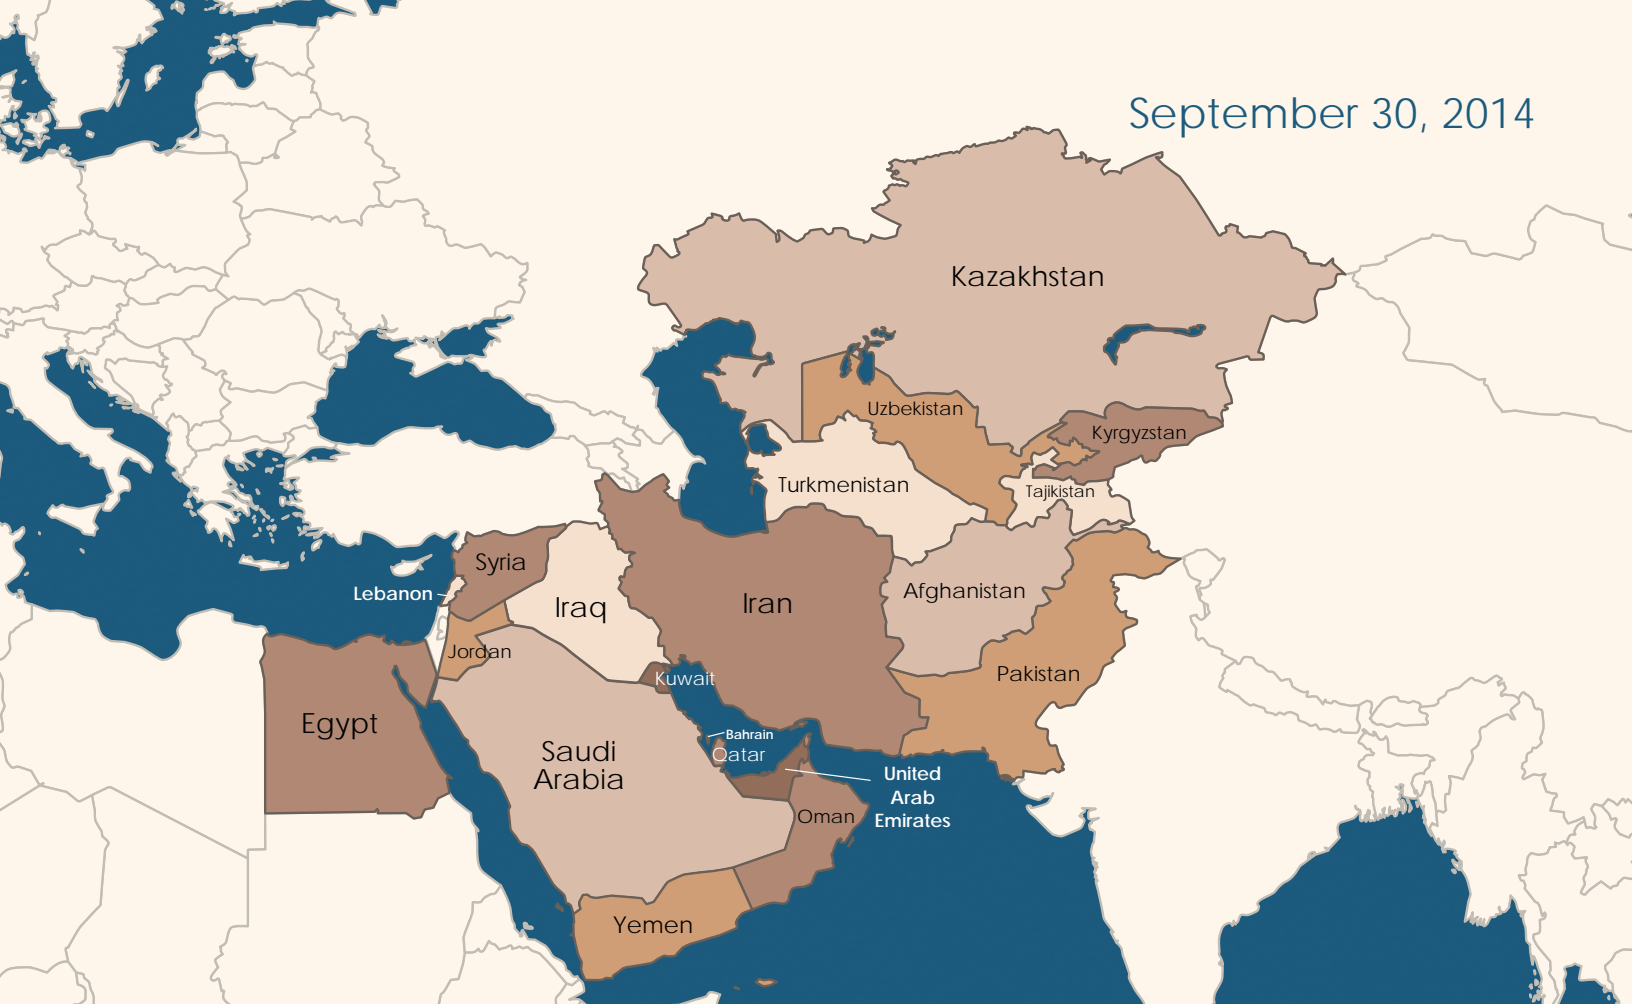 September 30, 2014
Kazakhstan
Uzbekistan
Kyrgyzstan
Turkmenistan
Tajikistan
Syria
Lebanon
Iraq
Iran
Afghanistan
Jordan
Pakistan
Kuwait
Egypt
Bahrain
Qatar
Saudi
Arabia
United
Arab
Emirates
Oman
Yemen